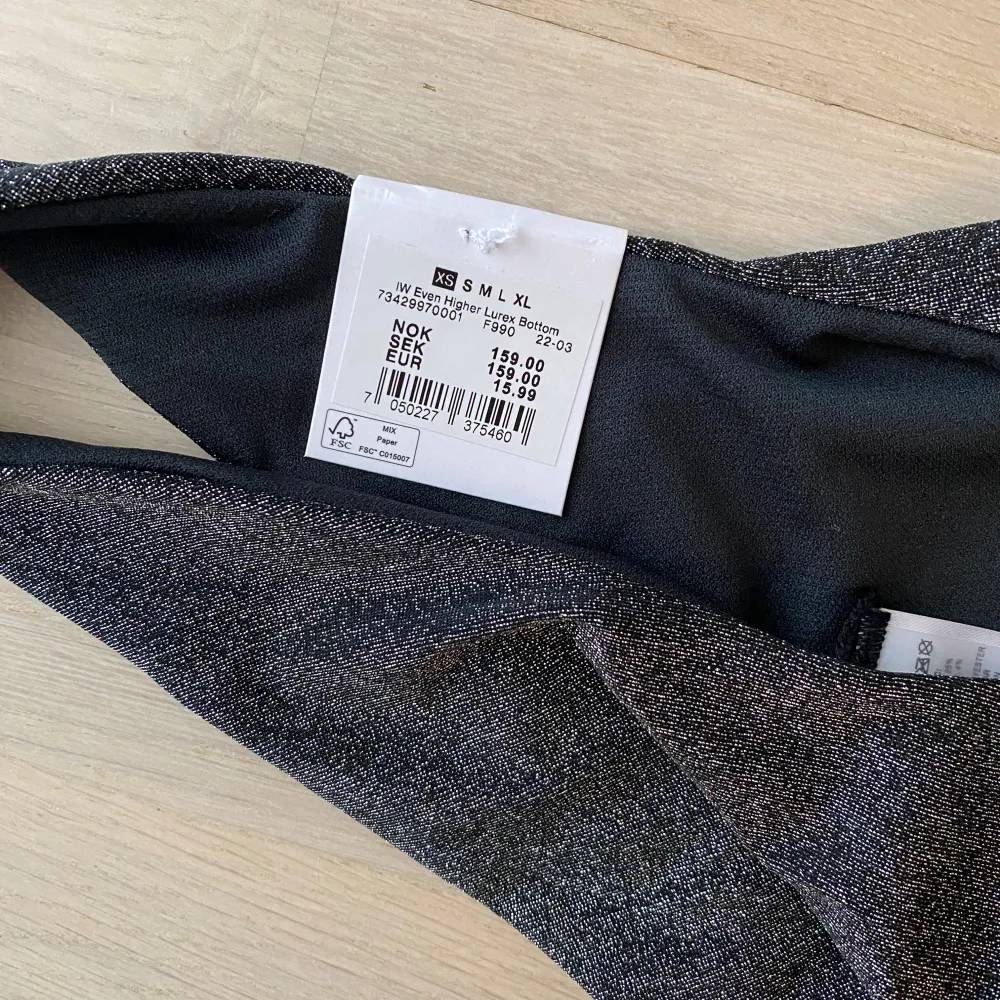 XS S M L XL
IW Even Higher Lurex Bottom
73429970001 F990 22-03
NOK 159.00
SEK 159.00
EUR 15.99
7 050227 375460
FSC
MIX
Paper
FSC™ C015007